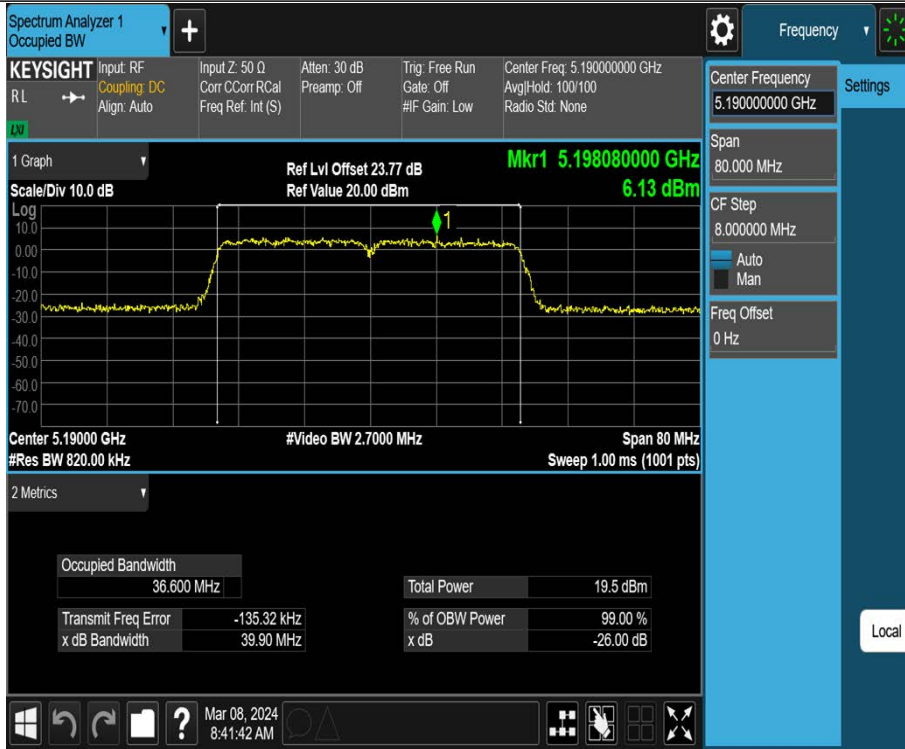 Spectrum Analyzer 1
Occupied BW
+
Frequency
KEYSIGHT
R L
LXI
Input: RF
Coupling: DC
Align: Auto
Input Z: 50 Ω
Corr CCorr RCal
Freq Ref: Int (S)
Atten: 30 dB
Preamp: Off
Trig: Free Run
Gate: Off
#IF Gain: Low
Center Freq: 5.190000000 GHz
Avg|Hold: 100/100
Radio Std: None
Center Frequency
5.190000000 GHz
Settings
Span
80.000 MHz
CF Step
8.000000 MHz
Auto
Man
Freq Offset
0 Hz
1 Graph
Scale/Div 10.0 dB
Ref Lvl Offset 23.77 dB
Ref Value 20.00 dBm
Mkr1 5.198080000 GHz
6.13 dBm
Log
10.0
0.00
-10.0
-20.0
-30.0
-40.0
-50.0
-60.0
-70.0
1
Center 5.19000 GHz
#Res BW 820.00 kHz
#Video BW 2.7000 MHz
Span 80 MHz
Sweep 1.00 ms (1001 pts)
2 Metrics
Occupied Bandwidth
36.600 MHz
Transmit Freq Error -135.32 kHz
x dB Bandwidth 39.90 MHz
Total Power 19.5 dBm
% of OBW Power 99.00 %
x dB -26.00 dB
Local
?
Mar 08, 2024
8:41:42 AM